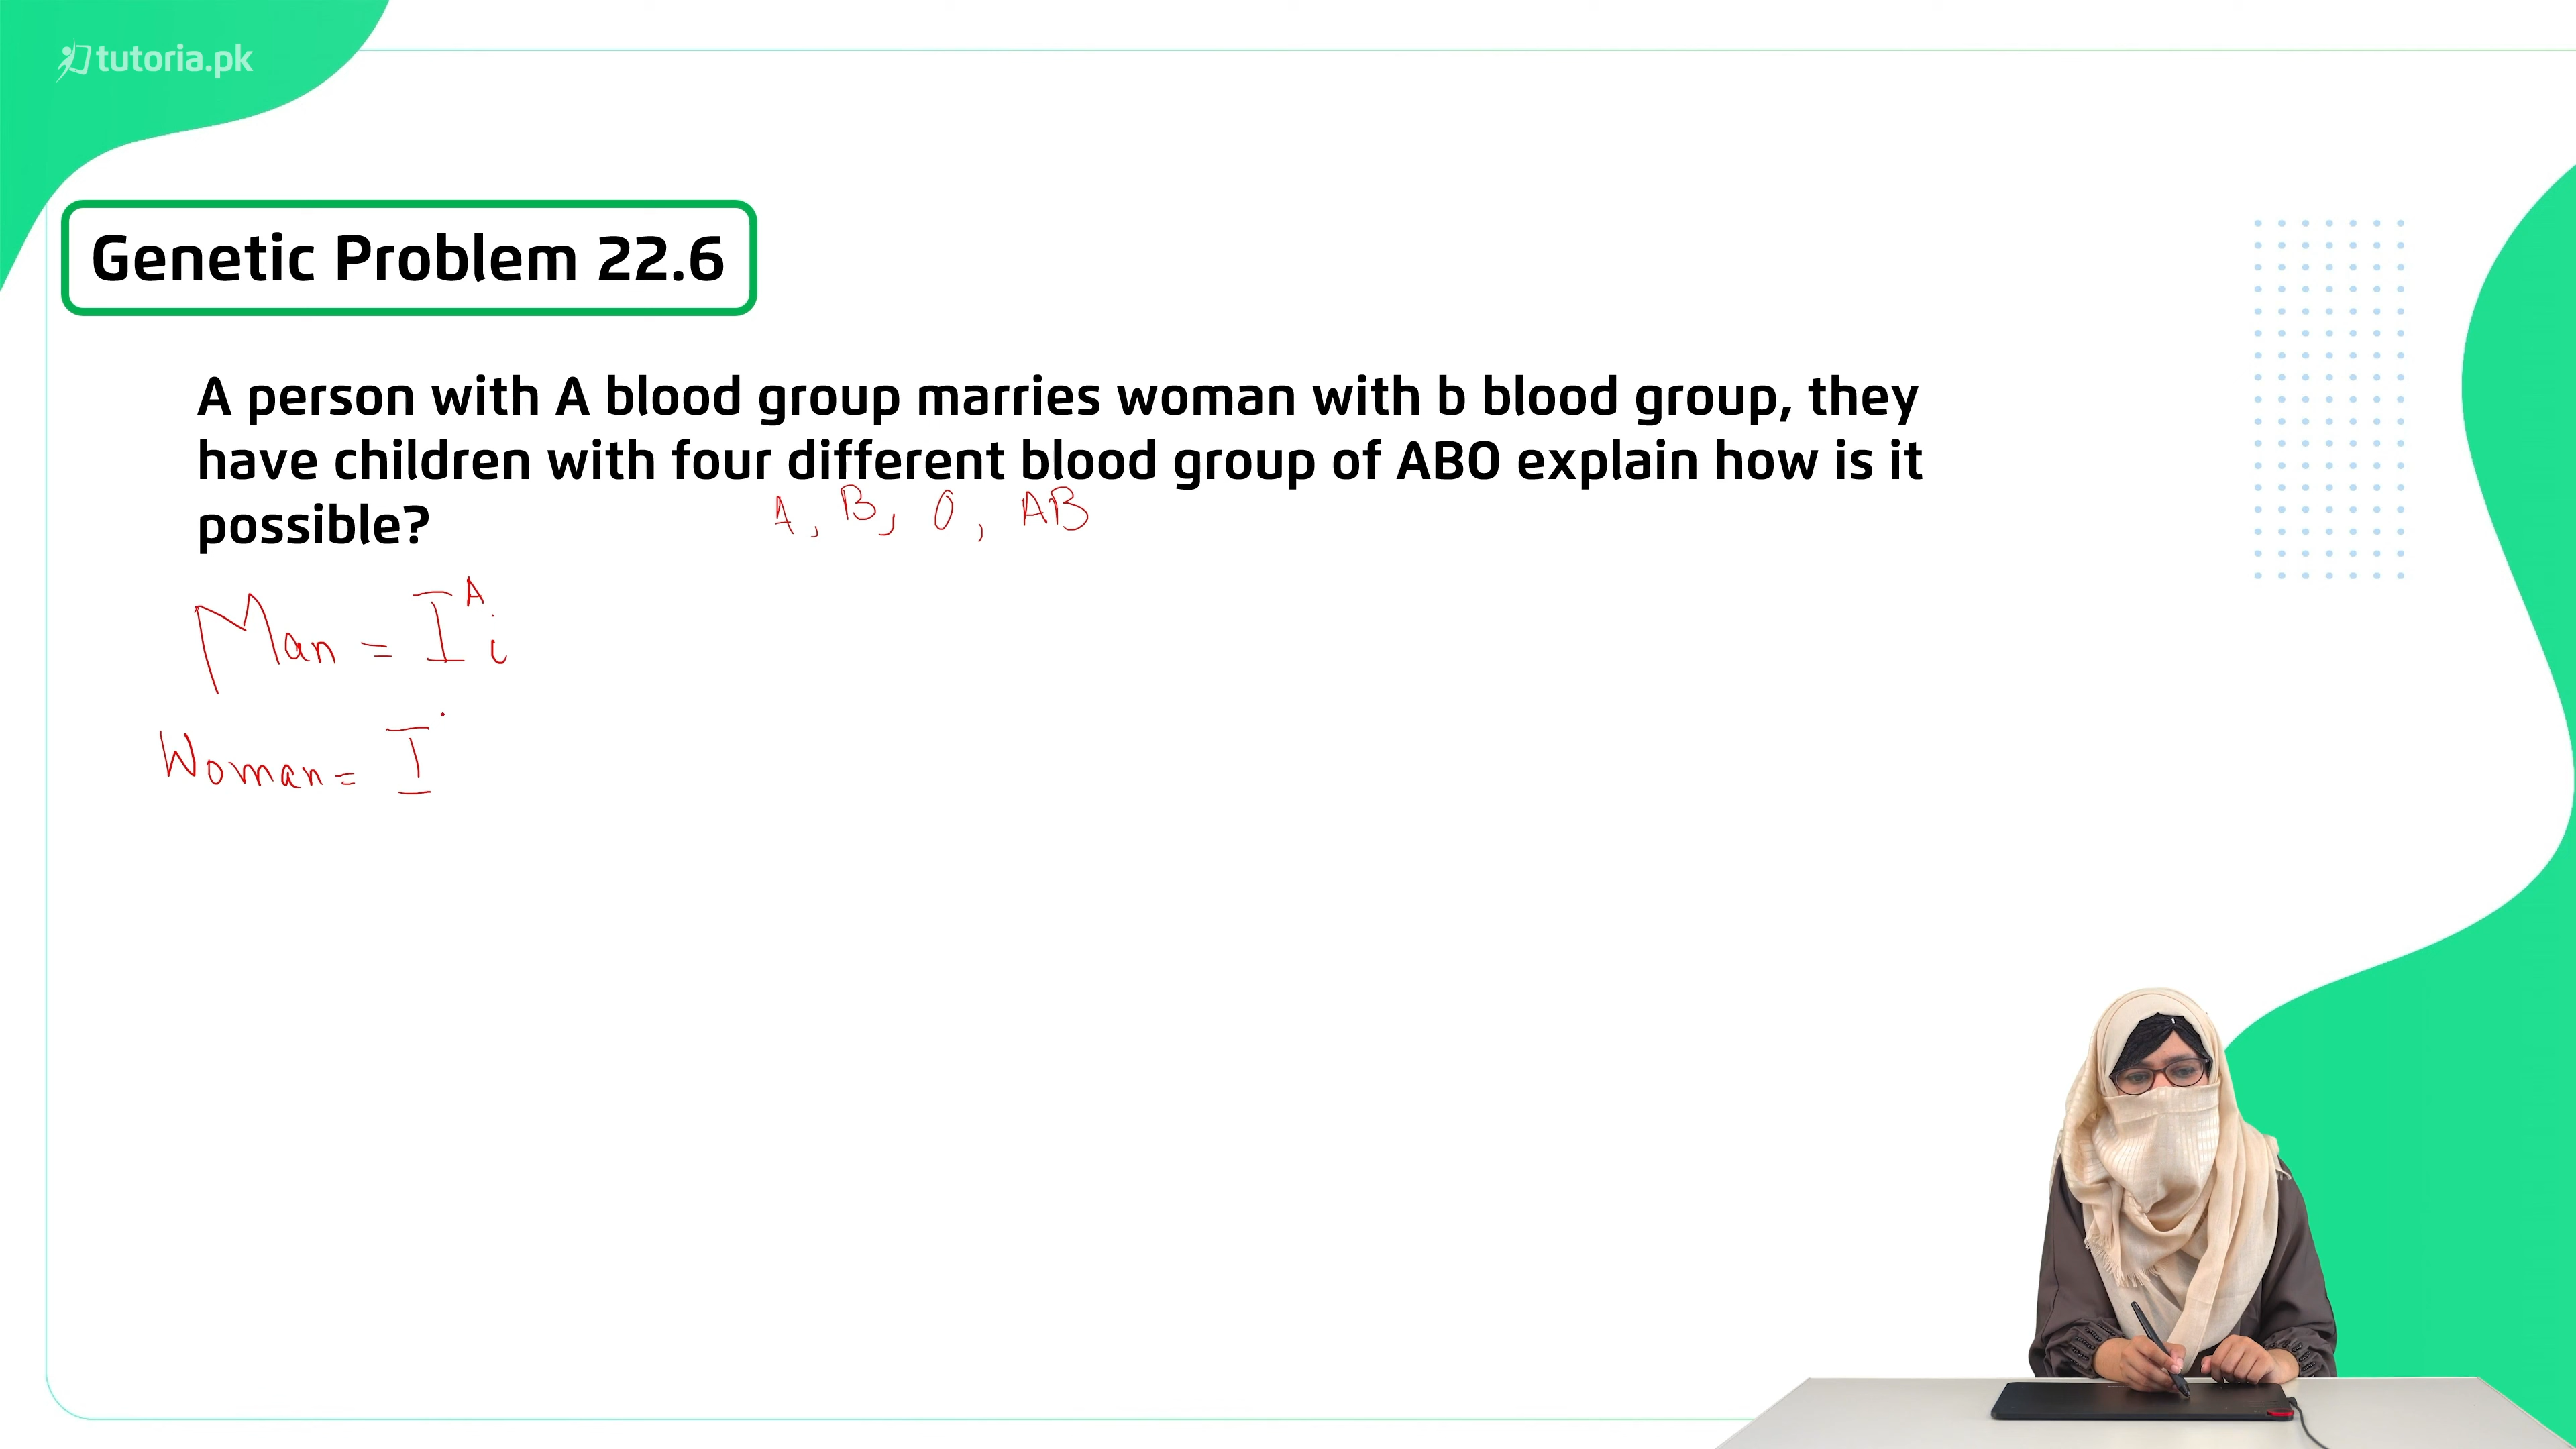 tutoria.pk
Genetic Problem 22.6
A person with A blood group marries woman with b blood group, they
have children with four different blood group of ABO explain how is it
possible?
A, B, O, AB
Man = Iᴬi
Woman = I